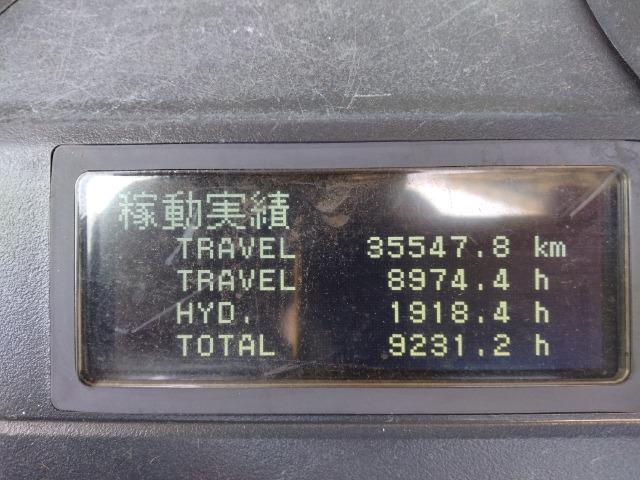 稼動実績
TRAVEL 35547.8 km
TRAVEL 8974.4 h
HYD. 1918.4 h
TOTAL 9231.2 h